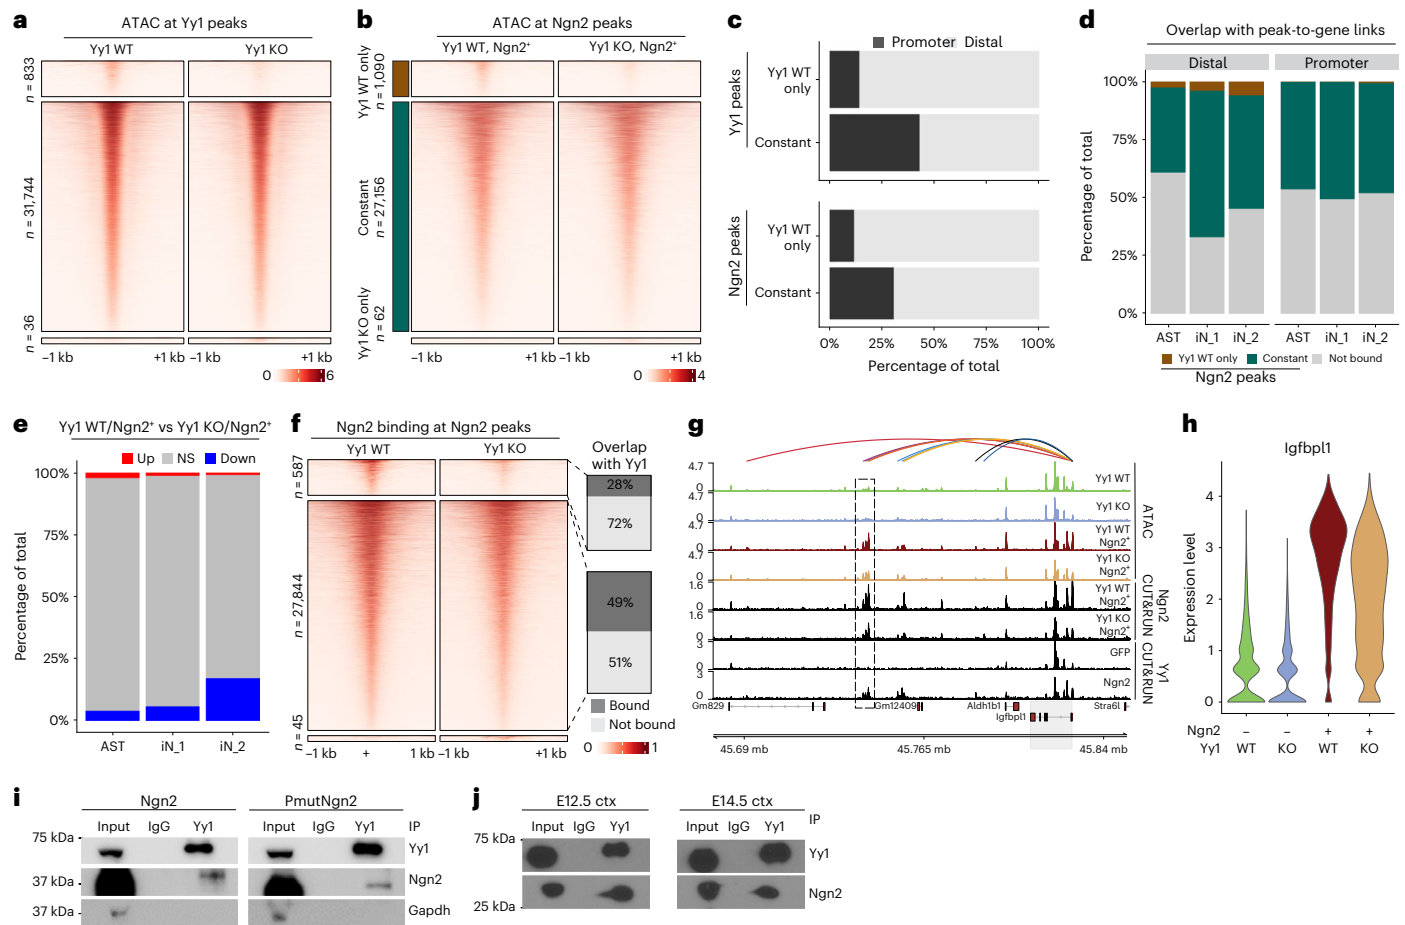 a
ATAC at Yy1 peaks
Yy1 WT
Yy1 KO
n = 833
n = 31,744
n = 36
−1 kb
+1 kb
−1 kb
+1 kb
0
6
b
ATAC at Ngn2 peaks
Yy1 WT, Ngn2⁺
Yy1 KO, Ngn2⁺
Yy1 WT only
n = 1,090
Constant
n = 27,156
Yy1 KO only
n = 62
−1 kb
+1 kb
−1 kb
+1 kb
0
4
c
Promoter
Distal
Yy1 peaks
Yy1 WT
only
Constant
Ngn2 peaks
Yy1 WT
only
Constant
0%
25%
50%
75%
100%
Percentage of total
d
Overlap with peak-to-gene links
Distal
Promoter
Percentage of total
100%
75%
50%
25%
0%
AST
iN_1
iN_2
AST
iN_1
iN_2
Yy1 WT only
Constant
Not bound
Ngn2 peaks
e
Yy1 WT/Ngn2⁺ vs Yy1 KO/Ngn2⁺
Up
NS
Down
Percentage of total
100%
75%
50%
25%
0%
AST
iN_1
iN_2
f
Ngn2 binding at Ngn2 peaks
Yy1 WT
Yy1 KO
n = 587
n = 27,844
n = 45
−1 kb
+
1 kb
−1 kb
+1 kb
Overlap
with Yy1
28%
72%
49%
51%
Bound
Not bound
0
1
g
4.7
0
Yy1 WT
4.7
0
Yy1 KO
4.7
0
Yy1 WT
Ngn2⁺
4.7
0
Yy1 KO
Ngn2⁺
1.6
0
Yy1 WT
Ngn2⁺
1.6
0
Yy1 KO
Ngn2⁺
3
0
GFP
3
0
Ngn2
ATAC
Ngn2
CUT&RUN
Yy1
CUT&RUN
Gm829
Gm12409
Aldh1b1
Igfbpl1
Stra6l
45.69 mb
45.765 mb
45.84 mb
h
Igfbpl1
Expression level
4
3
2
1
0
Ngn2
−
−
+
+
Yy1
WT
KO
WT
KO
i
Ngn2
PmutNgn2
Input
IgG
Yy1
Input
IgG
Yy1
IP
75 kDa
Yy1
37 kDa
Ngn2
37 kDa
Gapdh
j
E12.5 ctx
E14.5 ctx
Input
IgG
Yy1
Input
IgG
Yy1
IP
75 kDa
Yy1
Ngn2
25 kDa